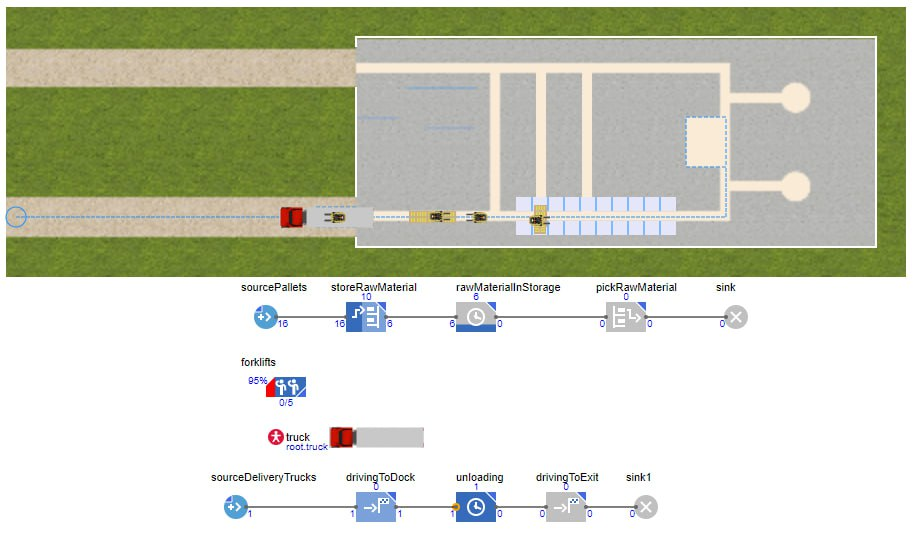 sourcePallets storeRawMaterial rawMaterialInStorage pickRawMaterial sink
10 6 0
16 16 6 6 0 0 0 0
forklifts
95%
0/5
truck
root.truck
sourceDeliveryTrucks drivingToDock unloading drivingToExit sink1
0 1 0
1 1 1 1 0 0 0 0